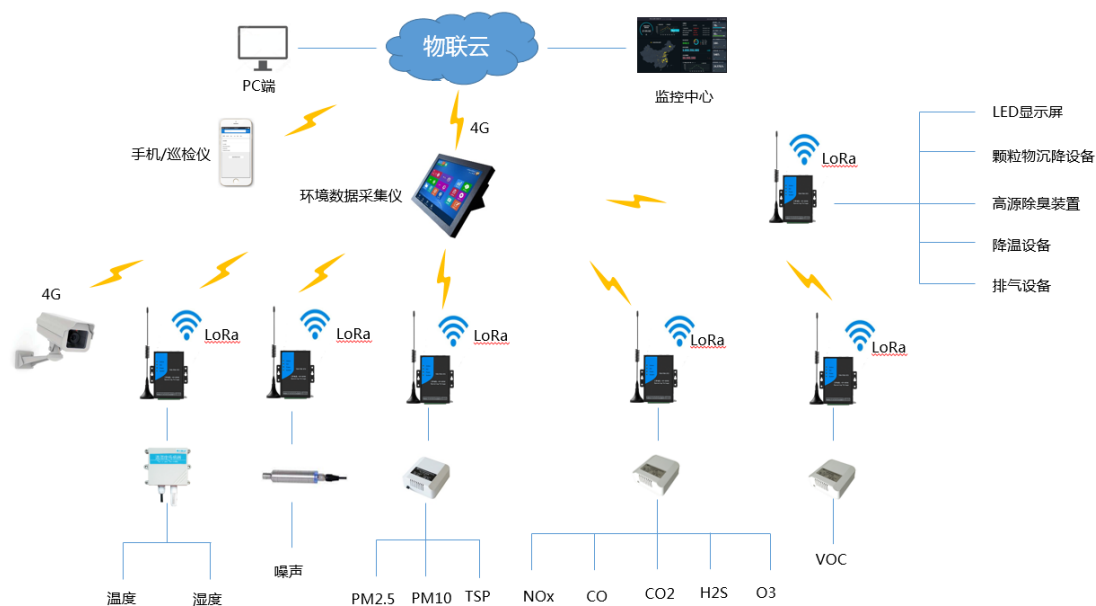 物联云
PC端
监控中心
4G
手机/巡检仪
环境数据采集仪
LoRa
LED显示屏
颗粒物沉降设备
高源除臭装置
降温设备
排气设备
4G
LoRa
LoRa
LoRa
LoRa
LoRa
温度
湿度
噪声
PM2.5
PM10
TSP
NOx
CO
CO2
H2S
O3
VOC